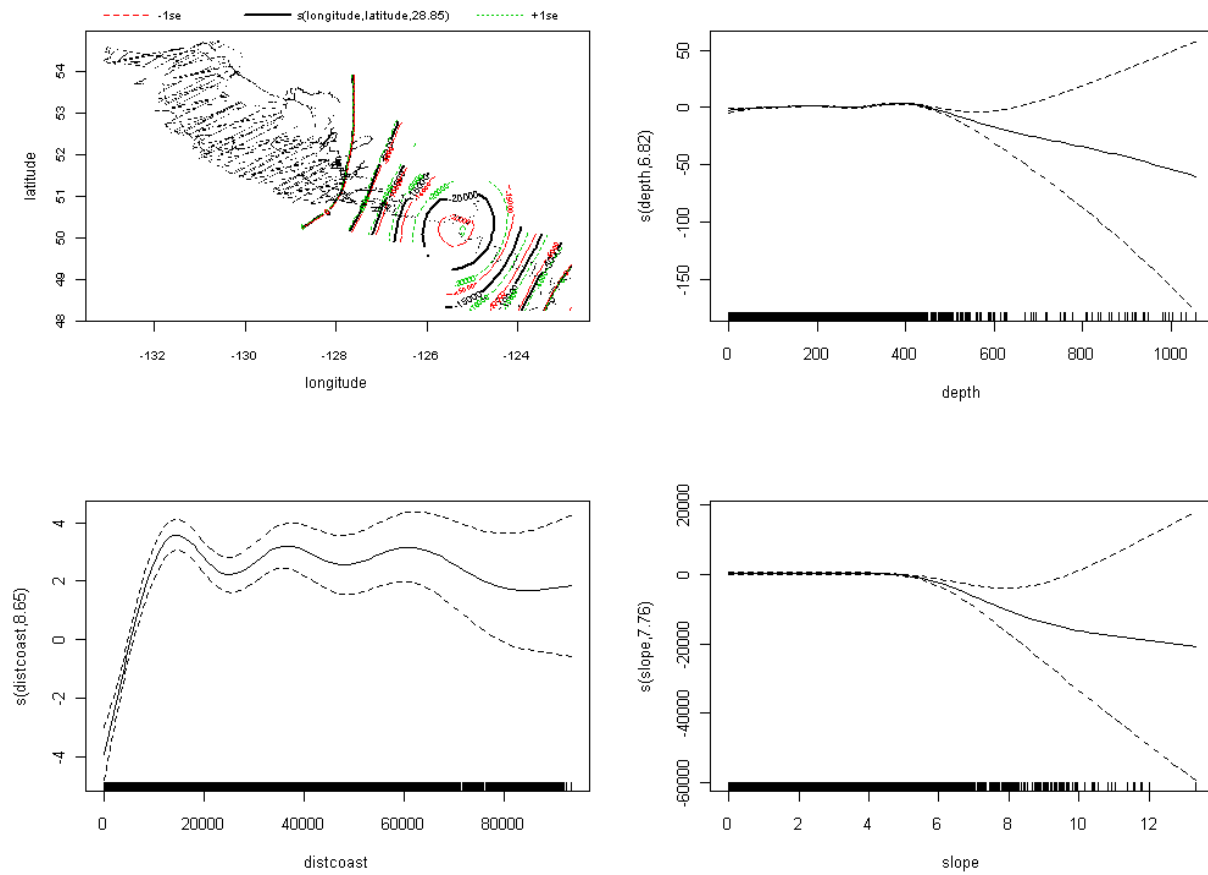 -1se s(longitude,latitude,28.85) +1se
latitude
54
53
52
51
50
49
48
-20000
-15000
-132 -130 -128 -126 -124
longitude
s(depth,6.82)
50
0
-50
-100
-150
0 200 400 600 800 1000
depth
s(distcoast,8.65)
4
2
0
-2
-4
0 20000 40000 60000 80000
distcoast
s(slope,7.76)
20000
0
-20000
-40000
-60000
0 2 4 6 8 10 12
slope